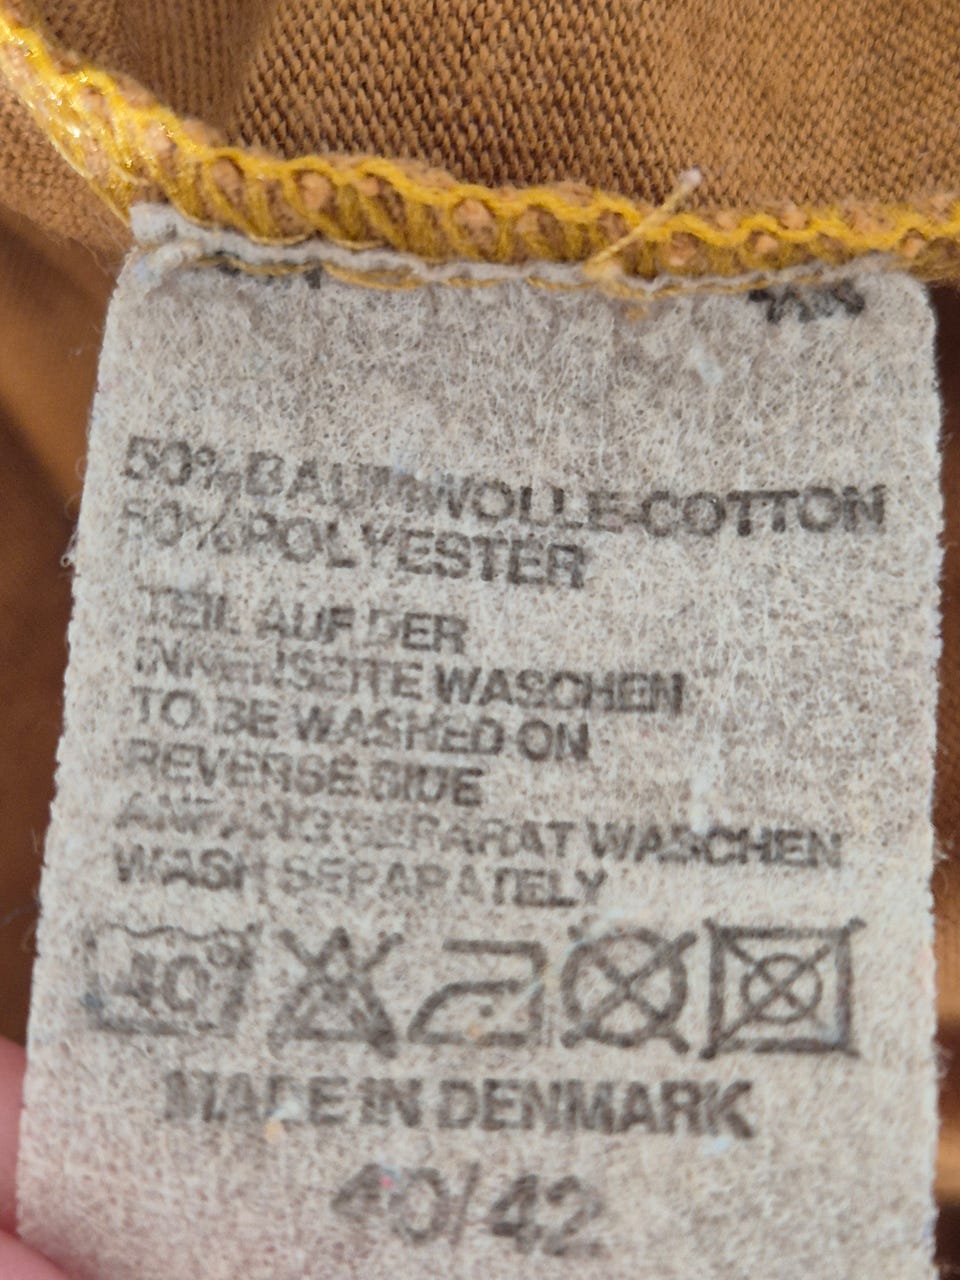 50% BAUMWOLLE-COTTON
50% POLYESTER
TEIL AUF DER
INNENSEITE WASCHEN
TO BE WASHED ON
REVERSE SIDE
ANFANGS SEPARAT WASCHEN
WASH SEPARATELY
40°
MADE IN DENMARK
40/42